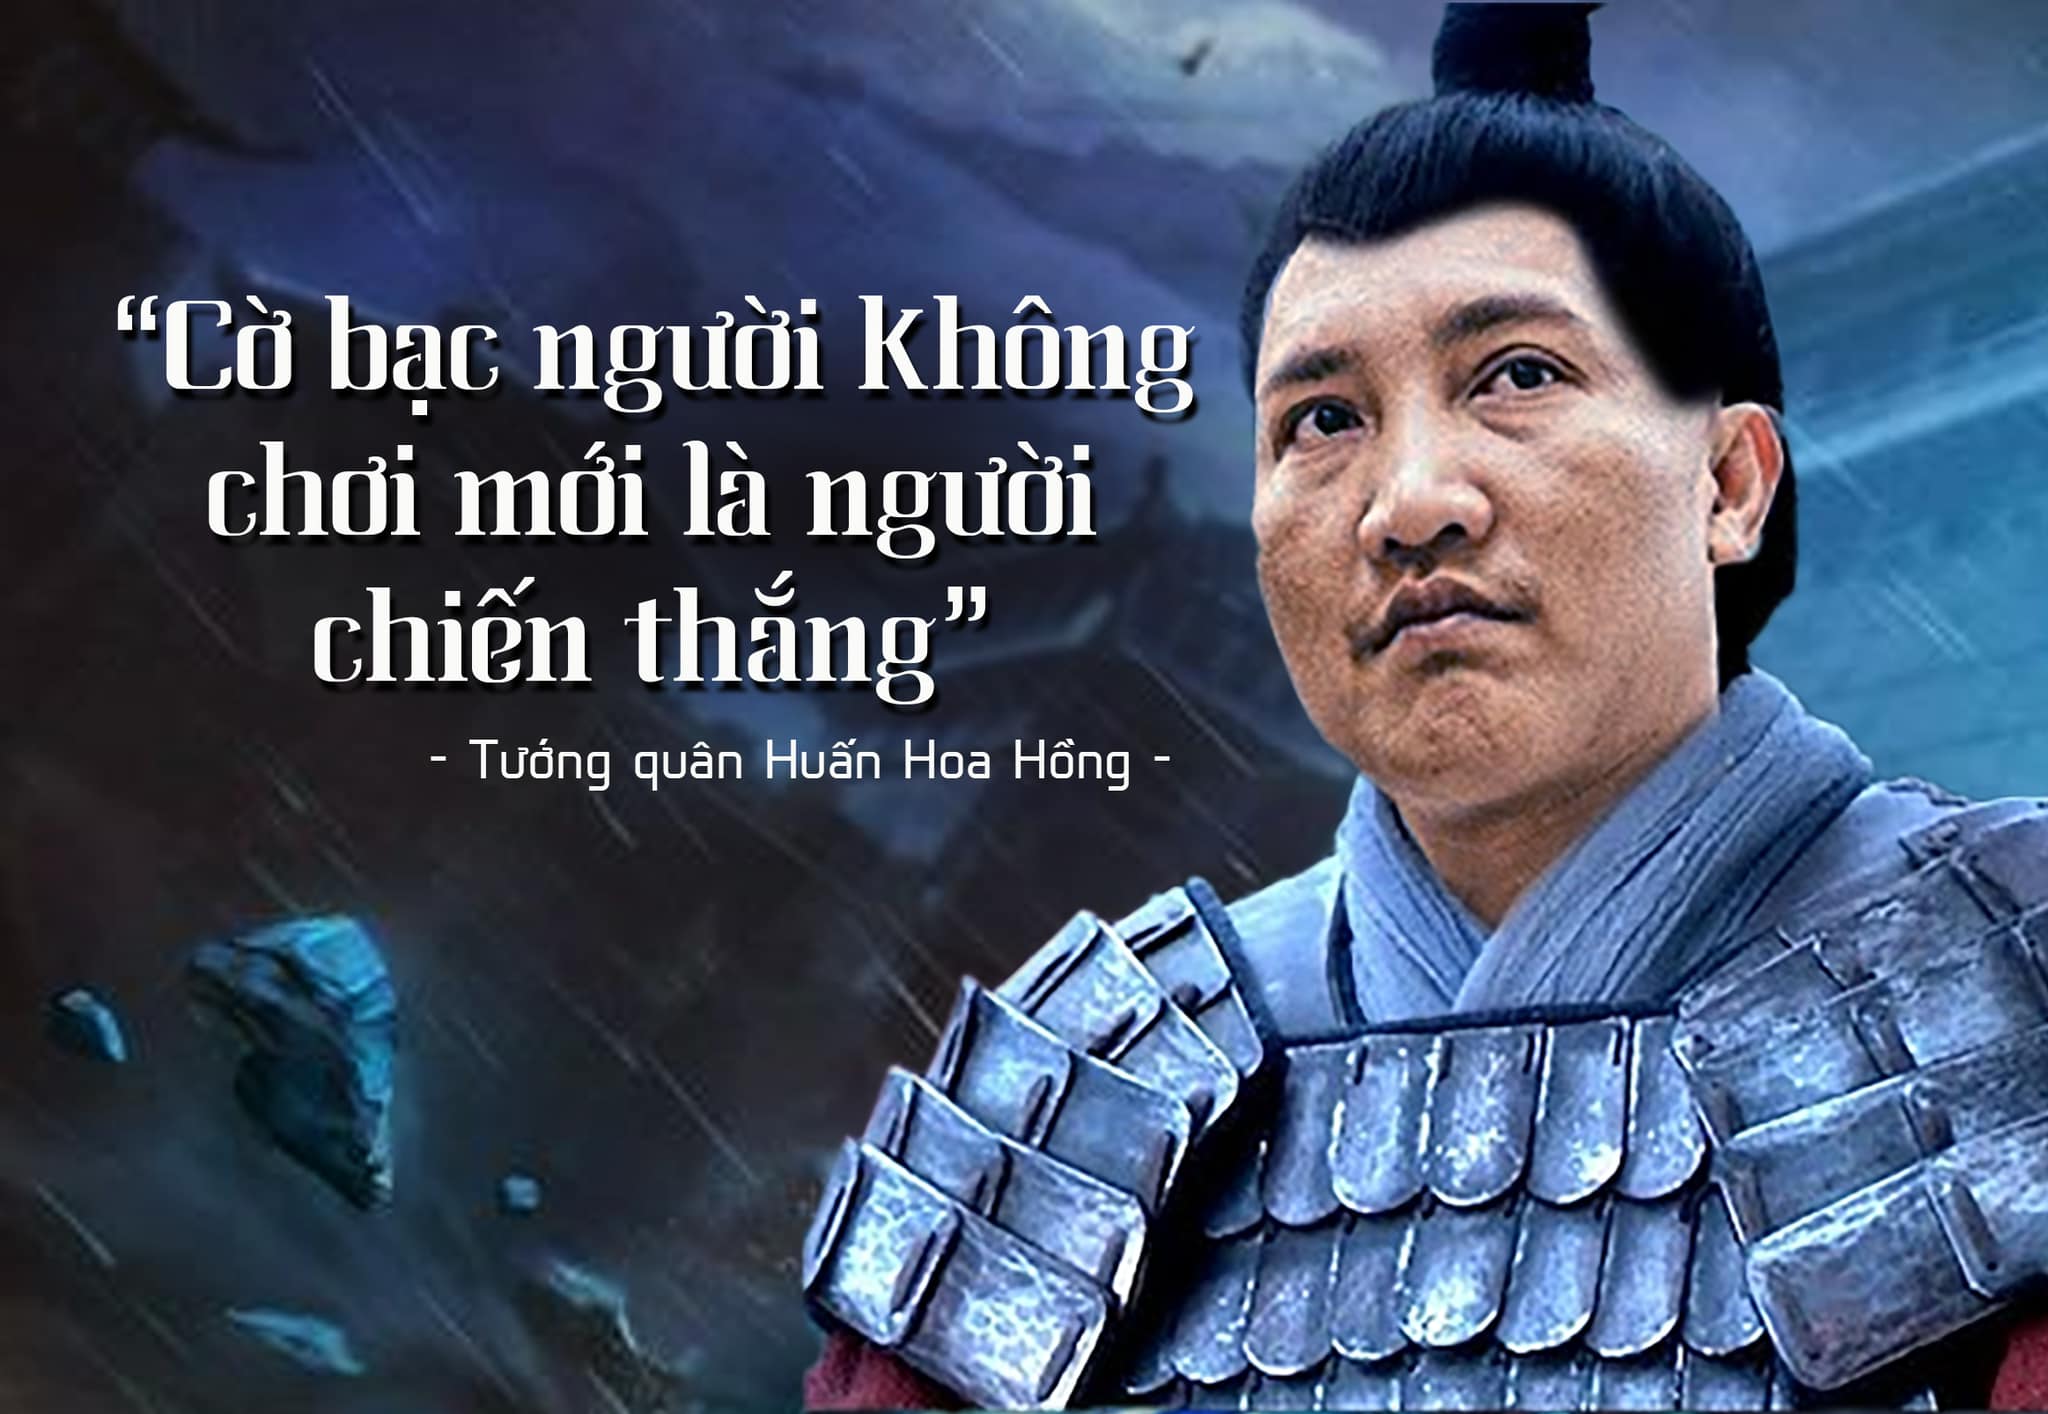 “Cờ bạc người Không
chơi mới là người
chiến thắng”
- Tướng quân Huấn Hoa Hồng -